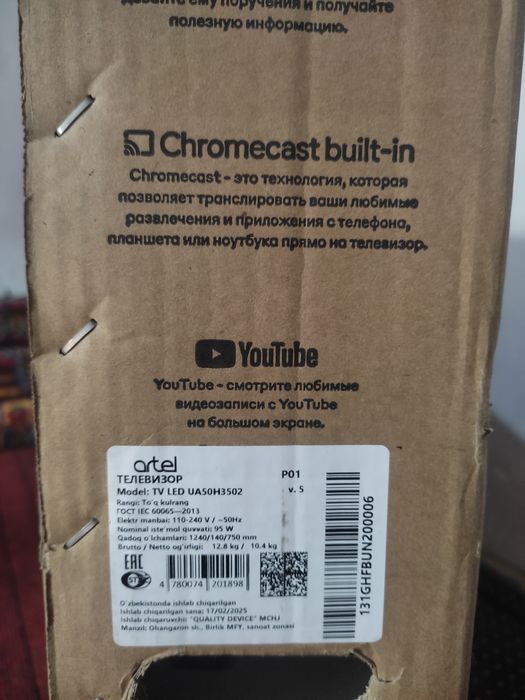 давайте ему поручения и получайте
полезную информацию.
Chromecast built-in
Chromecast - это технология, которая
позволяет транслировать ваши любимые
развлечения и приложения с телефона,
планшета или ноутбука прямо на телевизор.
YouTube
YouTube - смотрите любимые
видеозаписи с YouTube
на большом экране.
artel
ТЕЛЕВИЗОР
P01
Model: TV LED UA50H3502
v. 5
Rangi: To'q kulrang
ГОСТ IEC 60065—2013
Elektr manbai: 110-240 V / ~50Hz
Nominal iste'mol quvvati: 95 W
Qadoq o'lchamlari: 1240/140/750 mm
Brutto / Netto og'irligi: 12.8 kg / 10.4 kg
EAC
4 780074 201898
131GHFBUN200006
O'zbekistonda ishlab chiqarilgan
Ishlab chiqarilgan sana: 17/02/2025
Ishlab chiqaruvchi: "QUALITY DEVICE" MCHJ
Manzil: Ohangaron sh., Birlik MFY, sanoat zonasi